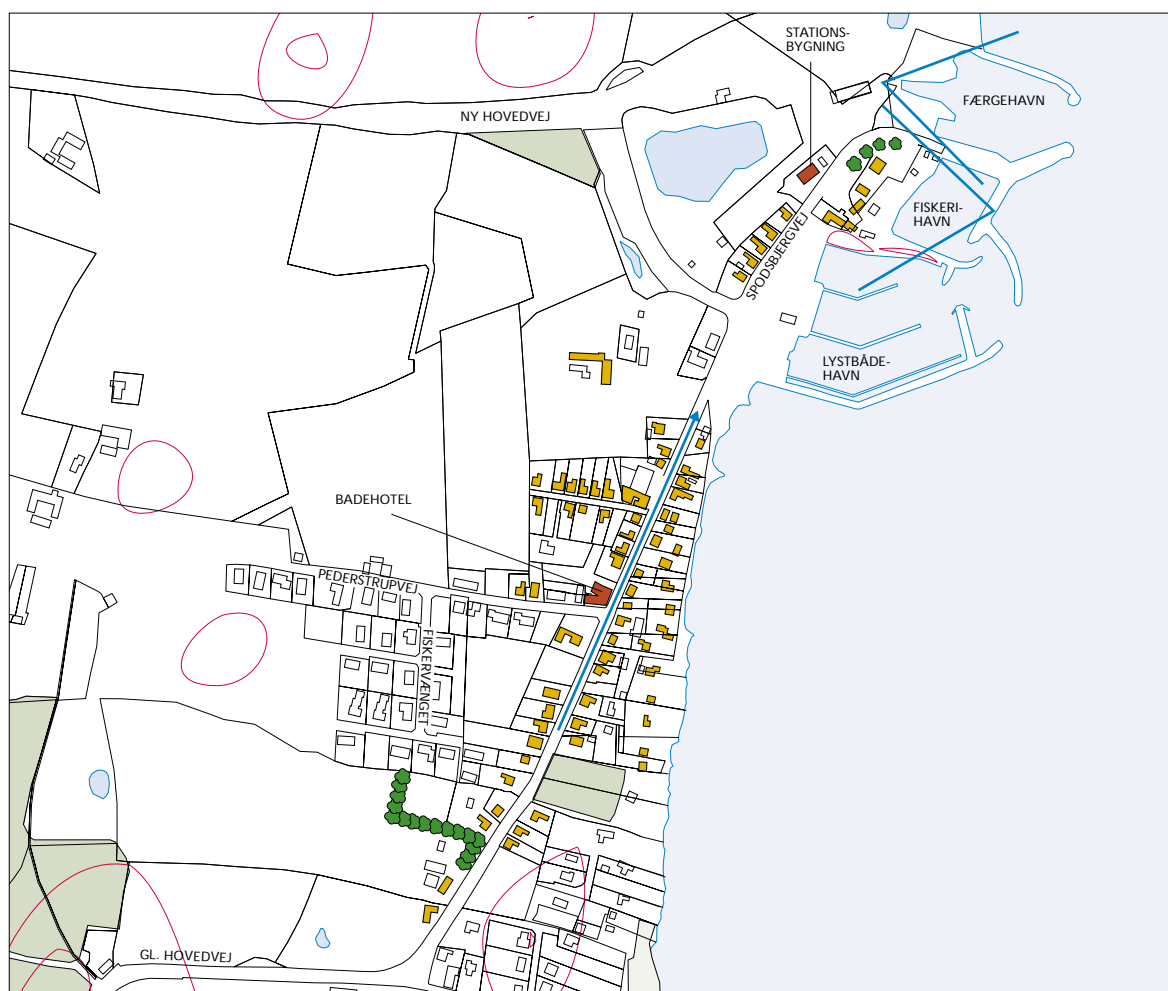 STATIONS-
BYGNING
FÆRGEHAVN
NY HOVEDVEJ
FISKERI-
HAVN
SPODSBJERGVEJ
LYSTBÅDE-
HAVN
BADEHOTEL
PEDERSTRUPVEJ
FISKERVÆNGET
GL. HOVEDVEJ